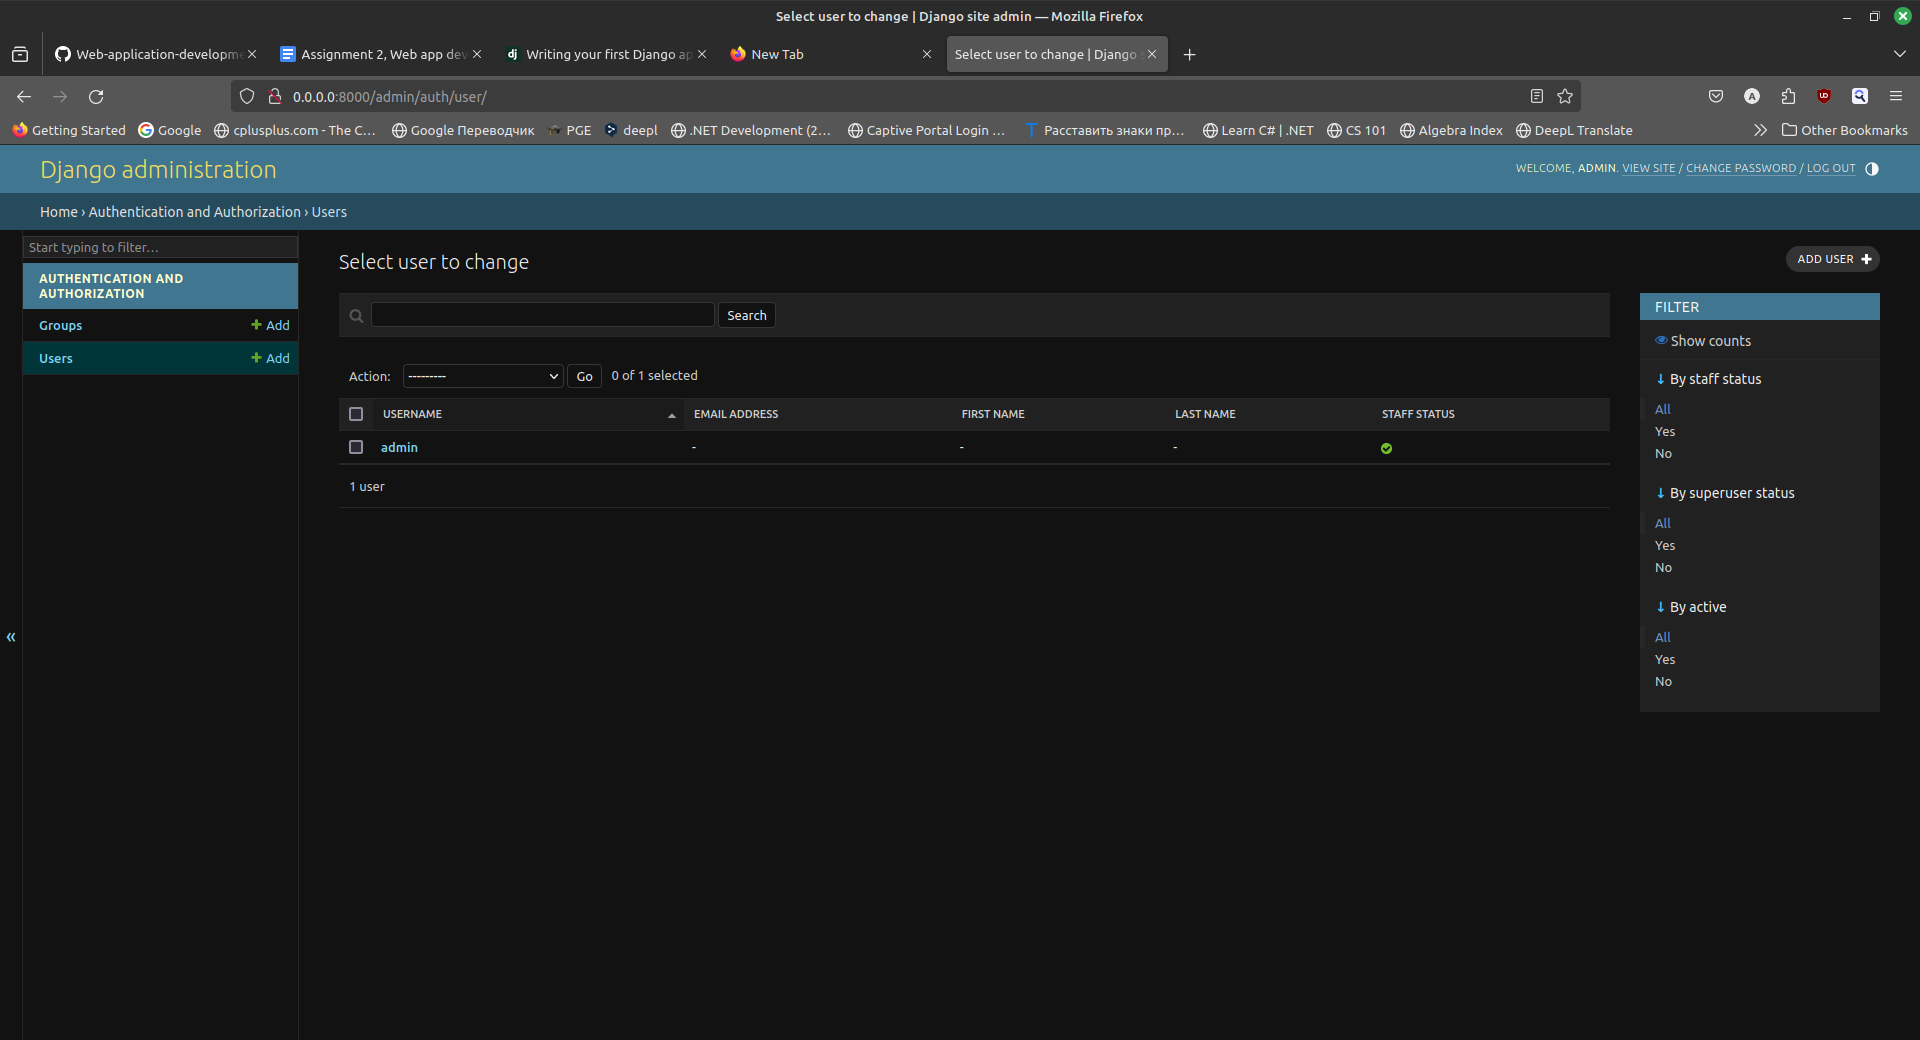 Select user to change | Django site admin — Mozilla Firefox
Web-application-developm
Assignment 2, Web app dev
dj Writing your first Django ap
New Tab
Select user to change | Django s
0.0.0.0:8000/admin/auth/user/
Getting Started
Google
cplusplus.com - The C…
Google Переводчик
PGE
deepl
.NET Development (2…
Captive Portal Login …
Расставить знаки пр…
Learn C# | .NET
CS 101
Algebra Index
DeepL Translate
Other Bookmarks
Django administration
WELCOME, ADMIN. VIEW SITE / CHANGE PASSWORD / LOG OUT
Home › Authentication and Authorization › Users
Start typing to filter…
AUTHENTICATION AND
AUTHORIZATION
Groups
+ Add
Users
+ Add
«
Select user to change
ADD USER +
Search
Action: --------- Go 0 of 1 selected
USERNAME EMAIL ADDRESS FIRST NAME LAST NAME STAFF STATUS
admin - - -
1 user
FILTER
Show counts
↓ By staff status
All
Yes
No
↓ By superuser status
All
Yes
No
↓ By active
All
Yes
No